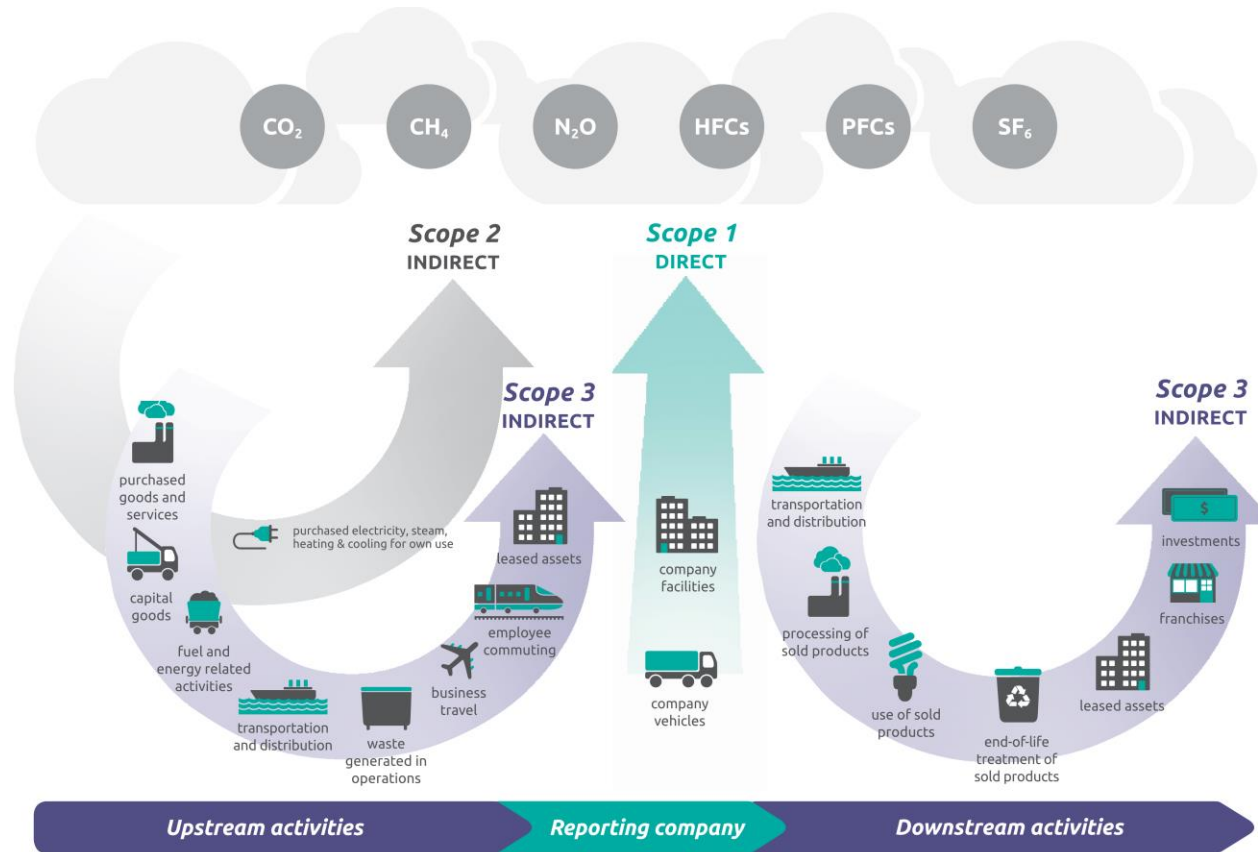 CO₂
CH₄
N₂O
HFCs
PFCs
SF₆
Scope 2
INDIRECT
Scope 1
DIRECT
Scope 3
INDIRECT
Scope 3
INDIRECT
purchased
goods and
services
capital
goods
fuel and
energy related
activities
purchased electricity, steam,
heating & cooling for own use
transportation
and distribution
waste
generated in
operations
business
travel
employee
commuting
leased assets
company
facilities
company
vehicles
transportation
and distribution
processing of
sold products
use of sold
products
end-of-life
treatment of
sold products
leased assets
franchises
$
investments
Upstream activities
Reporting company
Downstream activities